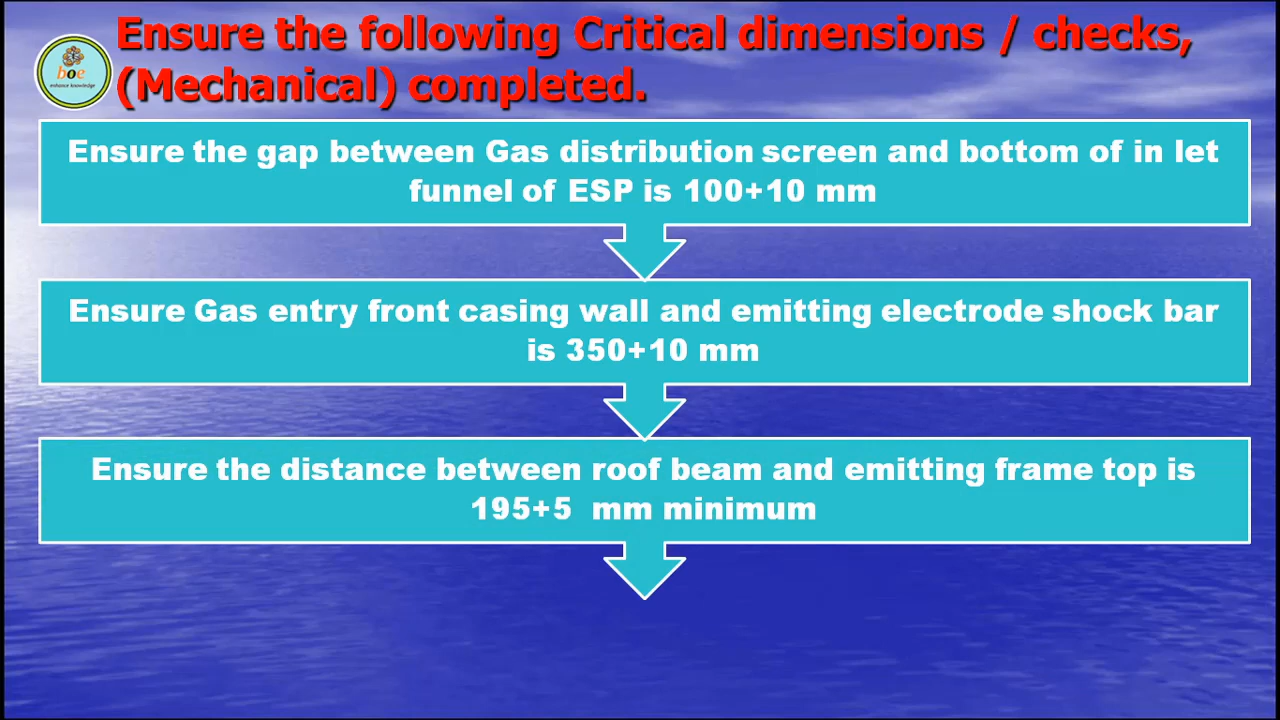 Ensure the following Critical dimensions / checks,
(Mechanical) completed.
boe
enhance knowledge
Ensure the gap between Gas distribution screen and bottom of in let
funnel of ESP is 100+10 mm
Ensure Gas entry front casing wall and emitting electrode shock bar
is 350+10 mm
Ensure the distance between roof beam and emitting frame top is
195+5 mm minimum